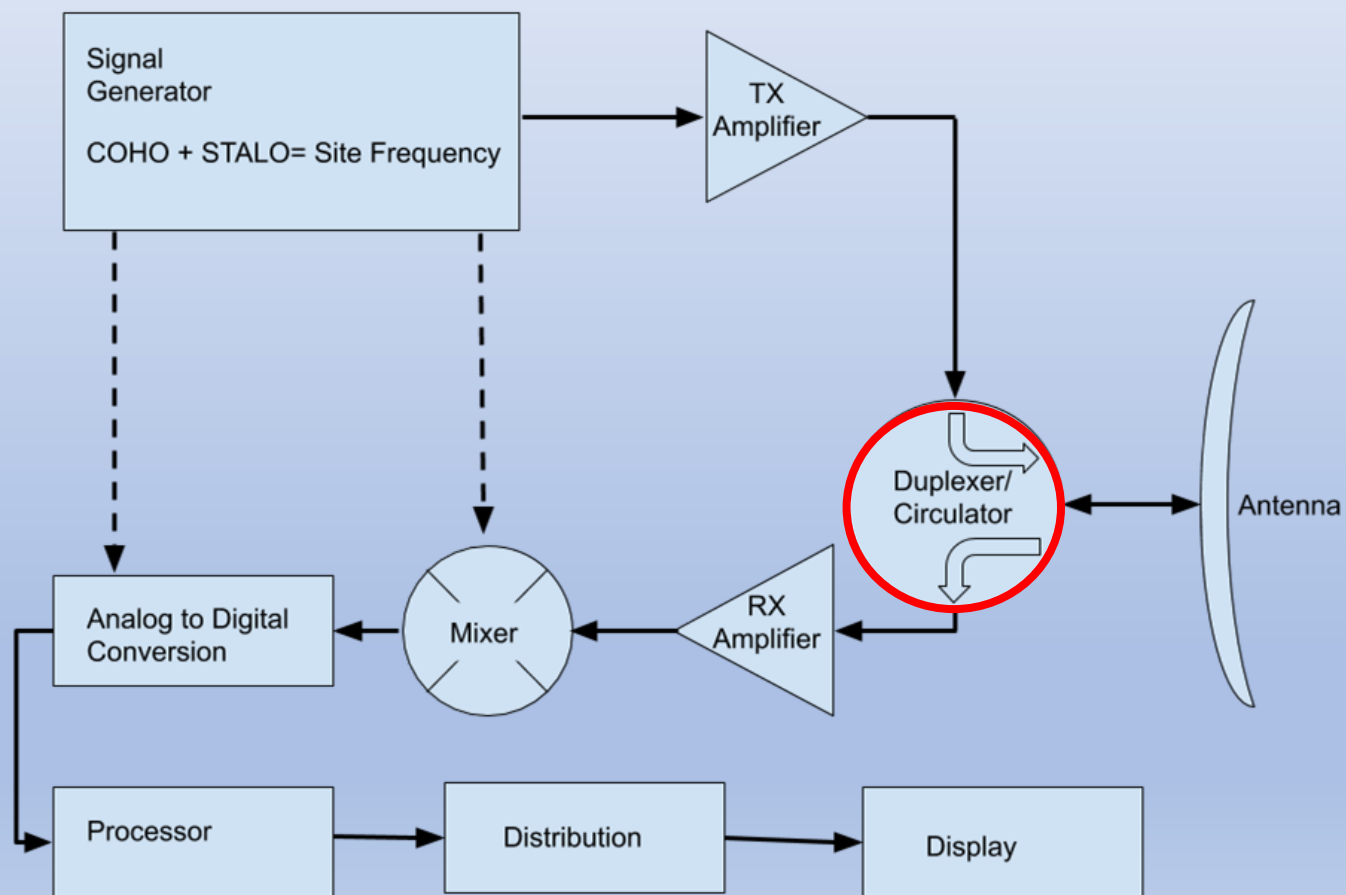 Signal
Generator
COHO + STALO= Site Frequency
TX
Amplifier
Duplexer/
Circulator
Antenna
RX
Amplifier
Mixer
Analog to Digital
Conversion
Processor
Distribution
Display